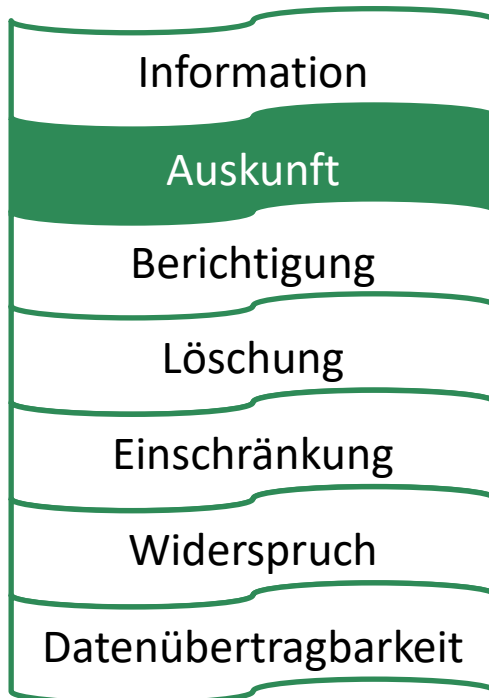 Information
Auskunft
Berichtigung
Löschung
Einschränkung
Widerspruch
Datenübertragbarkeit